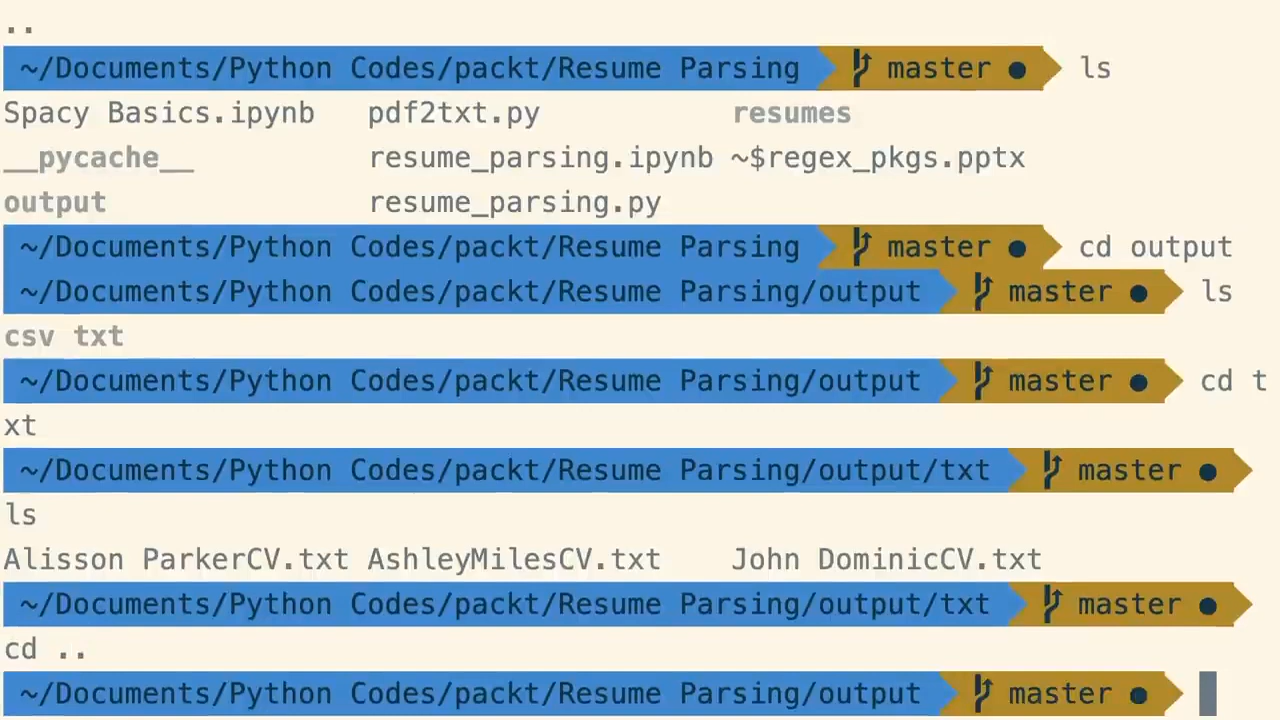 ..
~/Documents/Python Codes/packt/Resume Parsing master ● ls
Spacy Basics.ipynb pdf2txt.py resumes
__pycache__ resume_parsing.ipynb ~$regex_pkgs.pptx
output resume_parsing.py
~/Documents/Python Codes/packt/Resume Parsing master ● cd output
~/Documents/Python Codes/packt/Resume Parsing/output master ● ls
csv txt
~/Documents/Python Codes/packt/Resume Parsing/output master ● cd t
xt
~/Documents/Python Codes/packt/Resume Parsing/output/txt master ●
ls
Alisson ParkerCV.txt AshleyMilesCV.txt John DominicCV.txt
~/Documents/Python Codes/packt/Resume Parsing/output/txt master ●
cd ..
~/Documents/Python Codes/packt/Resume Parsing/output master ●